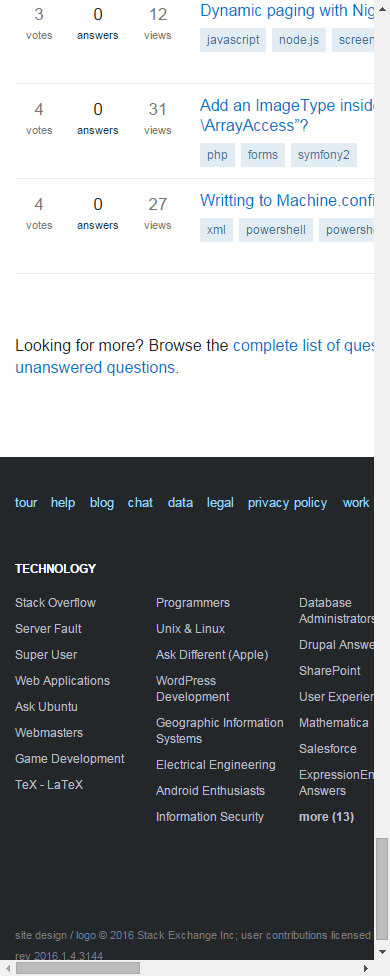 3 0 12 Dynamic paging with Nig
votes answers views javascript node.js screen
4 0 31 Add an ImageType insid
votes answers views \ArrayAccess”?
php forms symfony2
4 0 27 Writting to Machine.confi
votes answers views xml powershell powersh
Looking for more? Browse the complete list of ques
unanswered questions.
tour help blog chat data legal privacy policy work
TECHNOLOGY
Stack Overflow
Server Fault
Super User
Web Applications
Ask Ubuntu
Webmasters
Game Development
TeX - LaTeX
Programmers
Unix & Linux
Ask Different (Apple)
WordPress
Development
Geographic Information
Systems
Electrical Engineering
Android Enthusiasts
Information Security
Database
Administrators
Drupal Answe
SharePoint
User Experien
Mathematica
Salesforce
ExpressionEn
Answers
more (13)
site design / logo © 2016 Stack Exchange Inc; user contributions licensed
rev 2016.1.4.3144